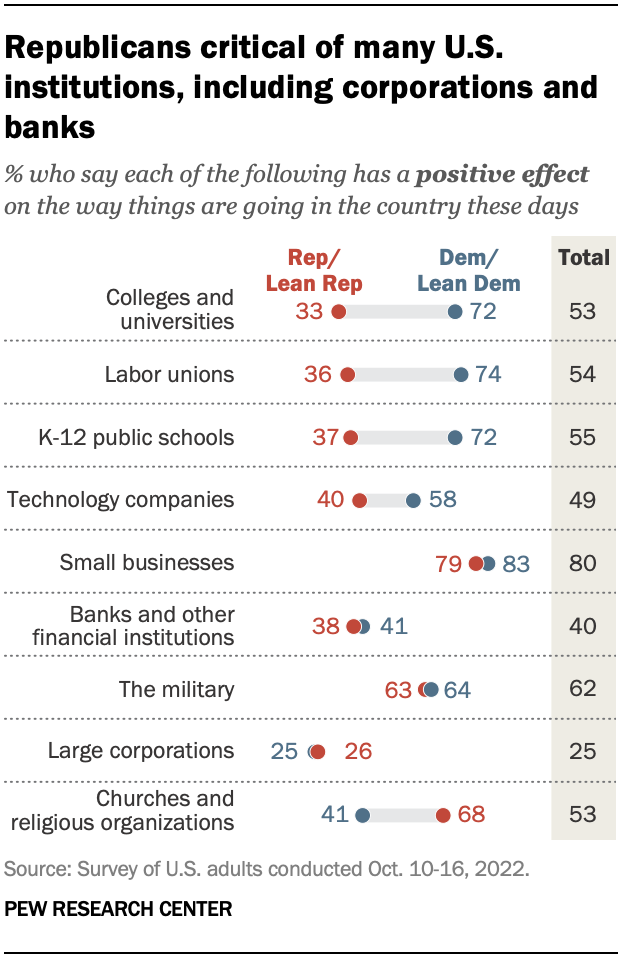 Republicans critical of many U.S.
institutions, including corporations and
banks
% who say each of the following has a positive effect
on the way things are going in the country these days
Rep/
Lean Rep
Dem/
Lean Dem
Total
Colleges and
universities
33 72 53
Labor unions 36 74 54
K-12 public schools 37 72 55
Technology companies 40 58 49
Small businesses 79 83 80
Banks and other
financial institutions
38 41 40
The military 63 64 62
Large corporations 25 26 25
Churches and
religious organizations
41 68 53
Source: Survey of U.S. adults conducted Oct. 10-16, 2022.
PEW RESEARCH CENTER